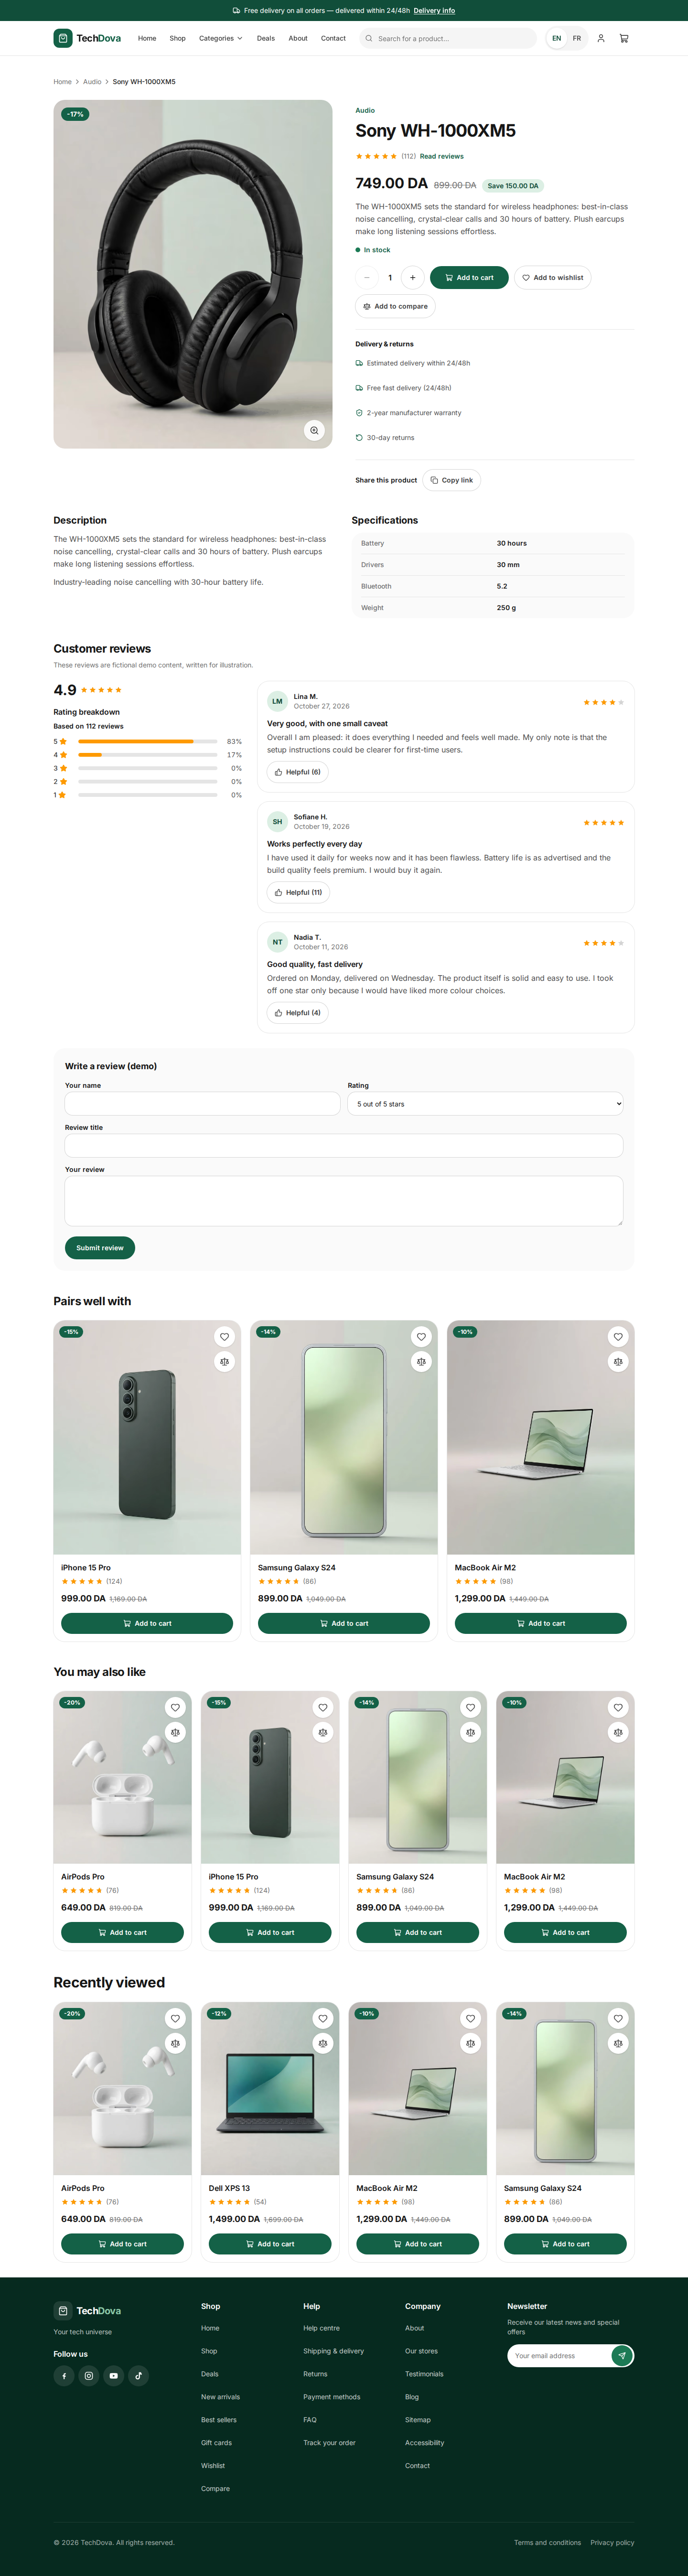 Free delivery on all orders — delivered within 24/48h Delivery info
TechDova Home Shop Categories Deals About Contact Search for a product... EN FR
Home > Audio > Sony WH-1000XM5
-17%
Audio
Sony WH-1000XM5
(112) Read reviews
749.00 DA 899.00 DA Save 150.00 DA
The WH-1000XM5 sets the standard for wireless headphones: best-in-class
noise cancelling, crystal-clear calls and 30 hours of battery. Plush earcups
make long listening sessions effortless.
In stock
1 Add to cart Add to wishlist
Add to compare
Delivery & returns
Estimated delivery within 24/48h
Free fast delivery (24/48h)
2-year manufacturer warranty
30-day returns
Share this product Copy link
Description
The WH-1000XM5 sets the standard for wireless headphones: best-in-class
noise cancelling, crystal-clear calls and 30 hours of battery. Plush earcups
make long listening sessions effortless.
Industry-leading noise cancelling with 30-hour battery life.
Specifications
Battery 30 hours
Drivers 30 mm
Bluetooth 5.2
Weight 250 g
Customer reviews
These reviews are fictional demo content, written for illustration.
4.9
Rating breakdown
Based on 112 reviews
5 83%
4 17%
3 0%
2 0%
1 0%
LM Lina M.
October 27, 2026
Very good, with one small caveat
Overall I am pleased: it does everything I needed and feels well made. My only note is that the
setup instructions could be clearer for first-time users.
Helpful (6)
SH Sofiane H.
October 19, 2026
Works perfectly every day
I have used it daily for weeks now and it has been flawless. Battery life is as advertised and the
build quality feels premium. I would buy it again.
Helpful (11)
NT Nadia T.
October 11, 2026
Good quality, fast delivery
Ordered on Monday, delivered on Wednesday. The product itself is solid and easy to use. I took
off one star only because I would have liked more colour choices.
Helpful (4)
Write a review (demo)
Your name Rating
5 out of 5 stars
Review title
Your review
Submit review
Pairs well with
-15% -14% -10%
iPhone 15 Pro Samsung Galaxy S24 MacBook Air M2
(124) (86) (98)
999.00 DA 1,169.00 DA 899.00 DA 1,049.00 DA 1,299.00 DA 1,449.00 DA
Add to cart Add to cart Add to cart
You may also like
-20% -15% -14% -10%
AirPods Pro iPhone 15 Pro Samsung Galaxy S24 MacBook Air M2
(76) (124) (86) (98)
649.00 DA 819.00 DA 999.00 DA 1,169.00 DA 899.00 DA 1,049.00 DA 1,299.00 DA 1,449.00 DA
Add to cart Add to cart Add to cart Add to cart
Recently viewed
-20% -12% -10% -14%
AirPods Pro Dell XPS 13 MacBook Air M2 Samsung Galaxy S24
(76) (54) (98) (86)
649.00 DA 819.00 DA 1,499.00 DA 1,699.00 DA 1,299.00 DA 1,449.00 DA 899.00 DA 1,049.00 DA
Add to cart Add to cart Add to cart Add to cart
TechDova
Your tech universe
Follow us
Shop
Home
Shop
Deals
New arrivals
Best sellers
Gift cards
Wishlist
Compare
Help
Help centre
Shipping & delivery
Returns
Payment methods
FAQ
Track your order
Company
About
Our stores
Testimonials
Blog
Sitemap
Accessibility
Contact
Newsletter
Receive our latest news and special
offers
Your email address
© 2026 TechDova. All rights reserved. Terms and conditions Privacy policy